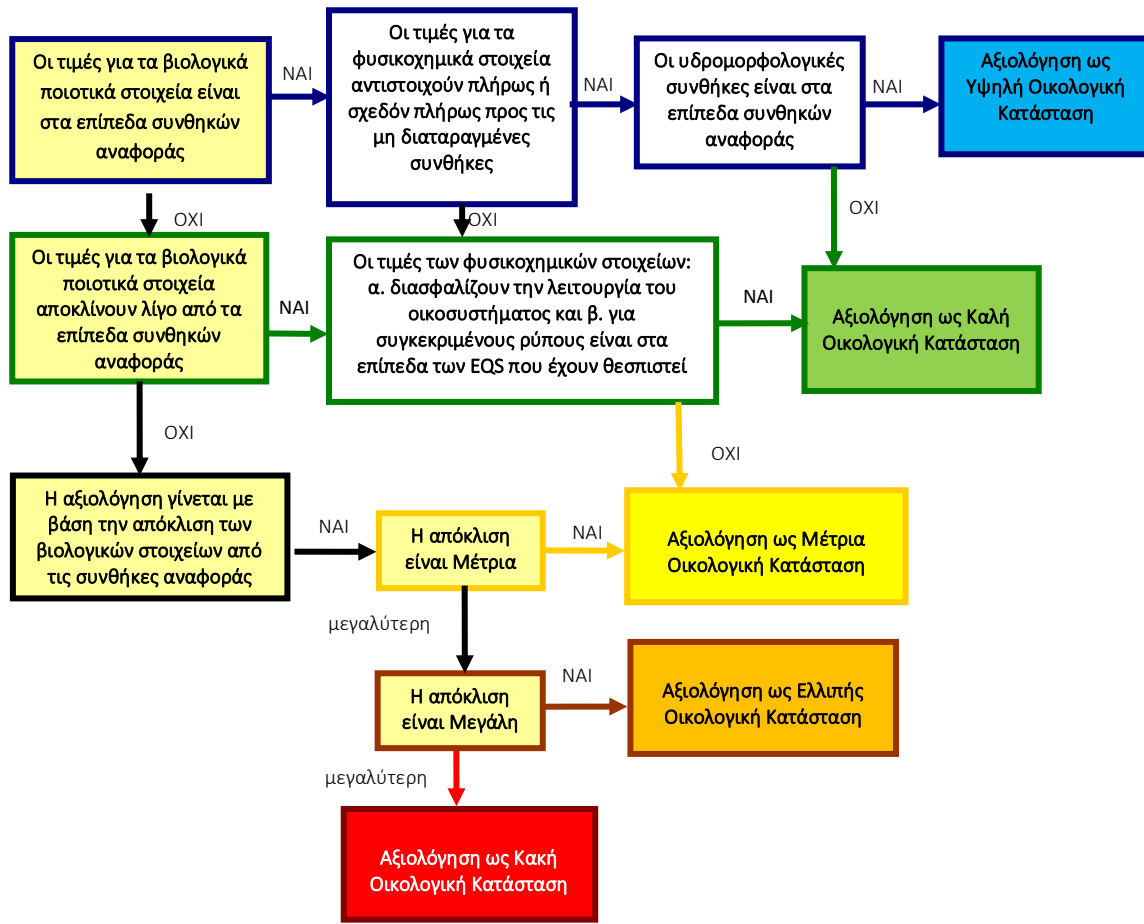 Οι τιμές για τα βιολογικά
ποιοτικά στοιχεία είναι
στα επίπεδα συνθηκών
αναφοράς
ΝΑΙ
Οι τιμές για τα
φυσικοχημικά στοιχεία
αντιστοιχούν πλήρως ή
σχεδόν πλήρως προς τις
μη διαταραγμένες
συνθήκες
ΝΑΙ
Οι υδρομορφολογικές
συνθήκες είναι στα
επίπεδα συνθηκών
αναφοράς
ΝΑΙ
Αξιολόγηση ως
Υψηλή Οικολογική
Κατάσταση
ΟΧΙ
ΟΧΙ
ΟΧΙ
Οι τιμές για τα βιολογικά
ποιοτικά στοιχεία
αποκλίνουν λίγο από τα
επίπεδα συνθηκών
αναφοράς
ΝΑΙ
Οι τιμές των φυσικοχημικών στοιχείων:
α. διασφαλίζουν την λειτουργία του
οικοσυστήματος και β. για
συγκεκριμένους ρύπους είναι στα
επίπεδα των EQS που έχουν θεσπιστεί
ΝΑΙ
Αξιολόγηση ως Καλή
Οικολογική Κατάσταση
ΟΧΙ
ΟΧΙ
Η αξιολόγηση γίνεται με
βάση την απόκλιση των
βιολογικών στοιχείων από
τις συνθήκες αναφοράς
ΝΑΙ
Η απόκλιση
είναι Μέτρια
ΝΑΙ
Αξιολόγηση ως Μέτρια
Οικολογική Κατάσταση
μεγαλύτερη
Η απόκλιση
είναι Μεγάλη
ΝΑΙ
Αξιολόγηση ως Ελλιπής
Οικολογική Κατάσταση
μεγαλύτερη
Αξιολόγηση ως Κακή
Οικολογική Κατάσταση